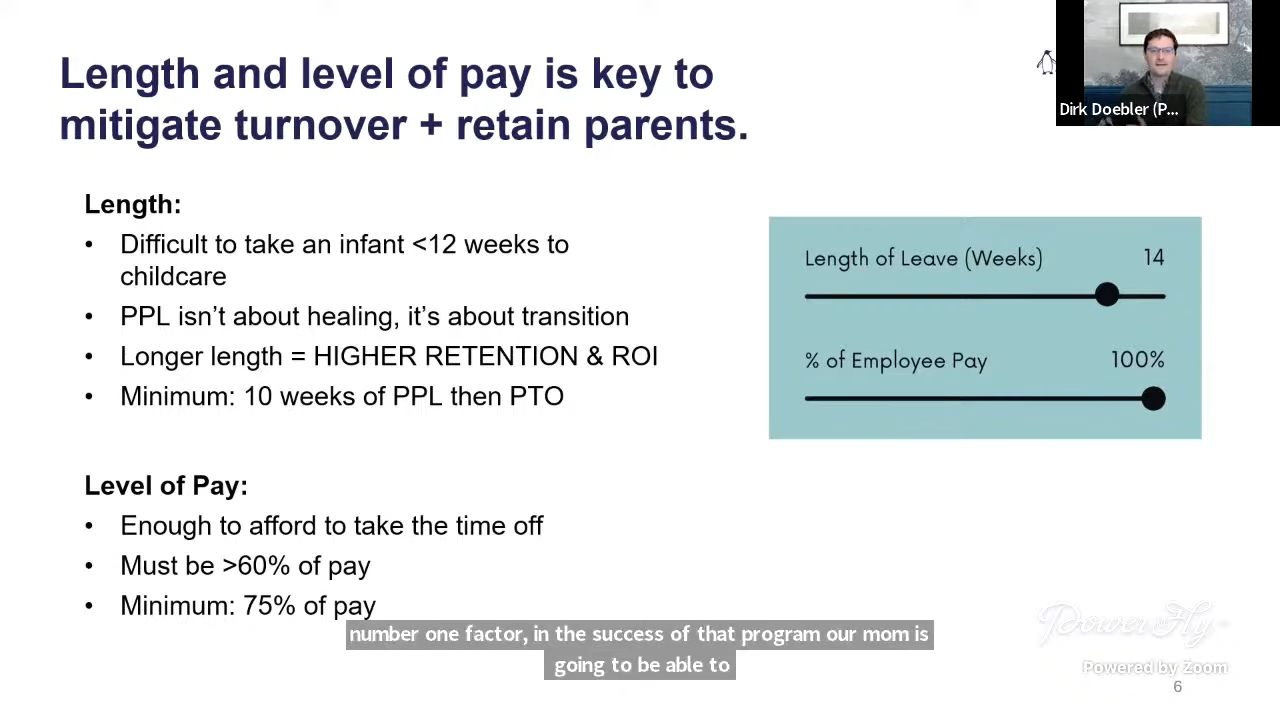 Length and level of pay is key to
mitigate turnover + retain parents.
Dirk Doebler (P...
Length:
• Difficult to take an infant <12 weeks to
childcare
• PPL isn’t about healing, it’s about transition
• Longer length = HIGHER RETENTION & ROI
• Minimum: 10 weeks of PPL then PTO
Length of Leave (Weeks) 14
% of Employee Pay 100%
Level of Pay:
• Enough to afford to take the time off
• Must be >60% of pay
• Minimum: 75% of pay
number one factor, in the success of that program our mom is
going to be able to
PowerToFly
Powered by Zoom
6